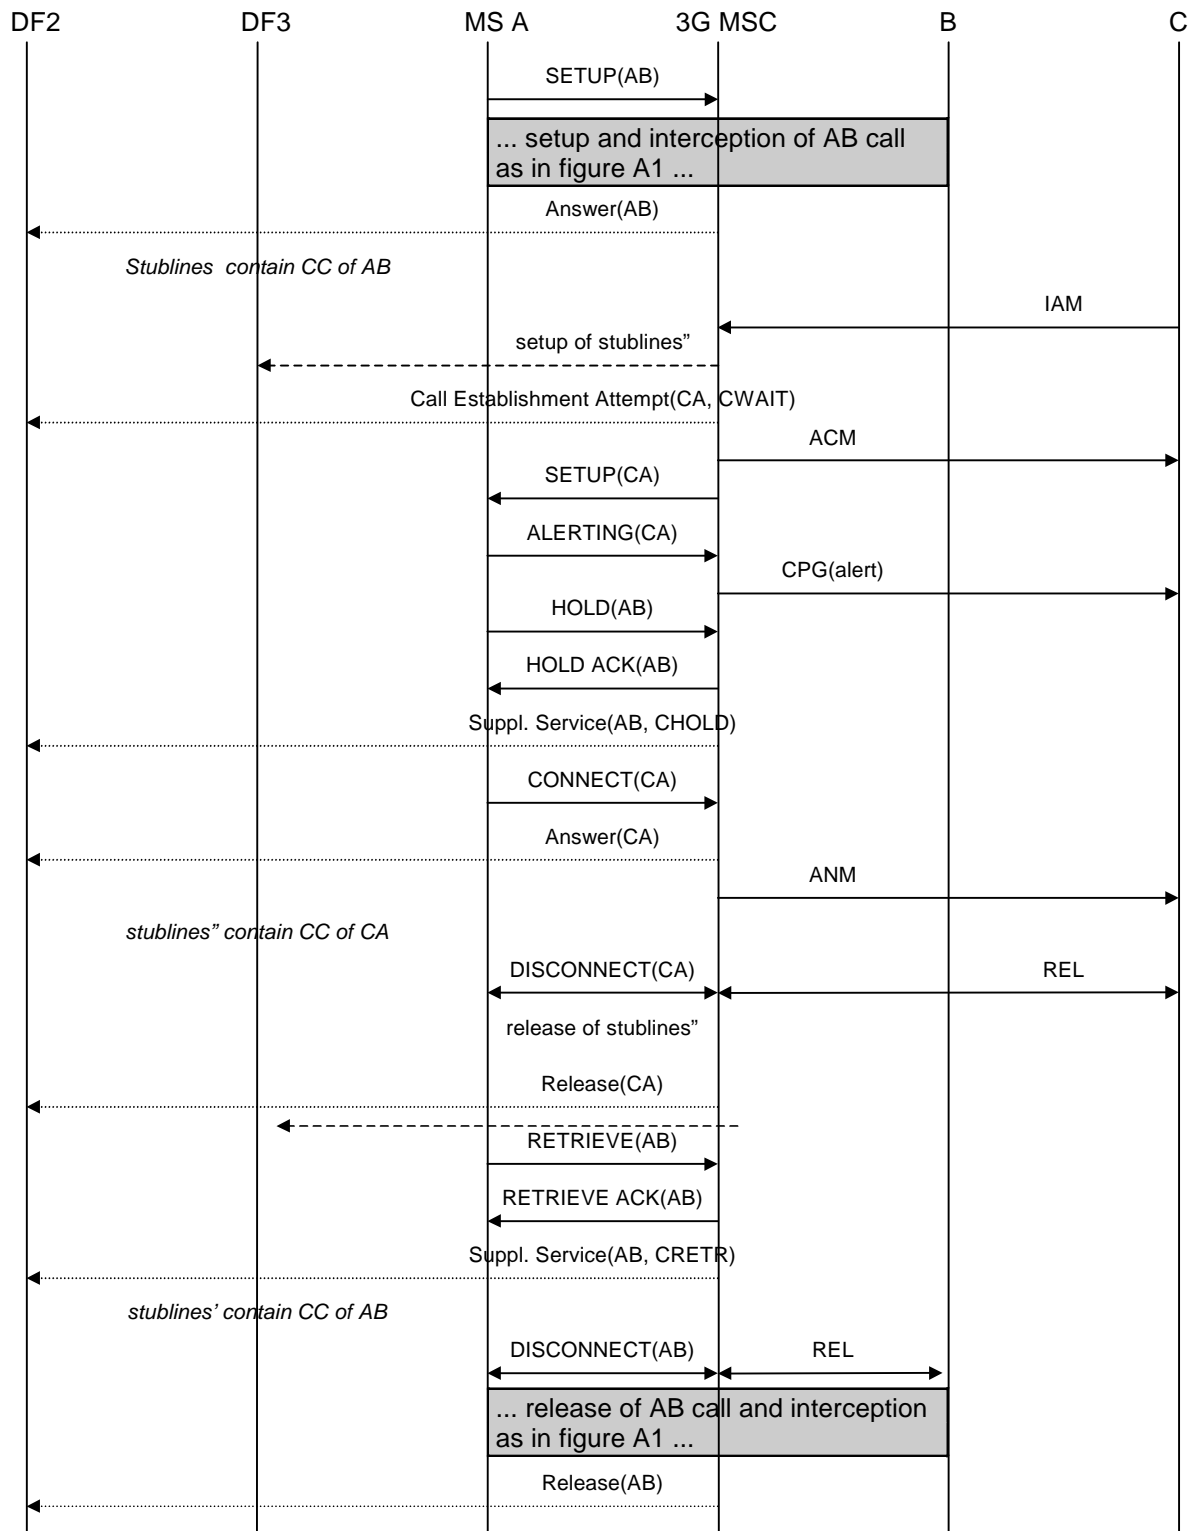 DF2 DF3 MS A 3G MSC B C
SETUP(AB)
... setup and interception of AB call
as in figure A1 ...
Answer(AB)
Stublines  contain CC of AB
IAM
setup of stublines”
Call Establishment Attempt(CA, CWAIT)
ACM
SETUP(CA)
ALERTING(CA)
CPG(alert)
HOLD(AB)
HOLD ACK(AB)
Suppl. Service(AB, CHOLD)
CONNECT(CA)
Answer(CA)
ANM
stublines” contain CC of CA
DISCONNECT(CA) REL
release of stublines”
Release(CA)
RETRIEVE(AB)
RETRIEVE ACK(AB)
Suppl. Service(AB, CRETR)
stublines’ contain CC of AB
DISCONNECT(AB) REL
... release of AB call and interception
as in figure A1 ...
Release(AB)